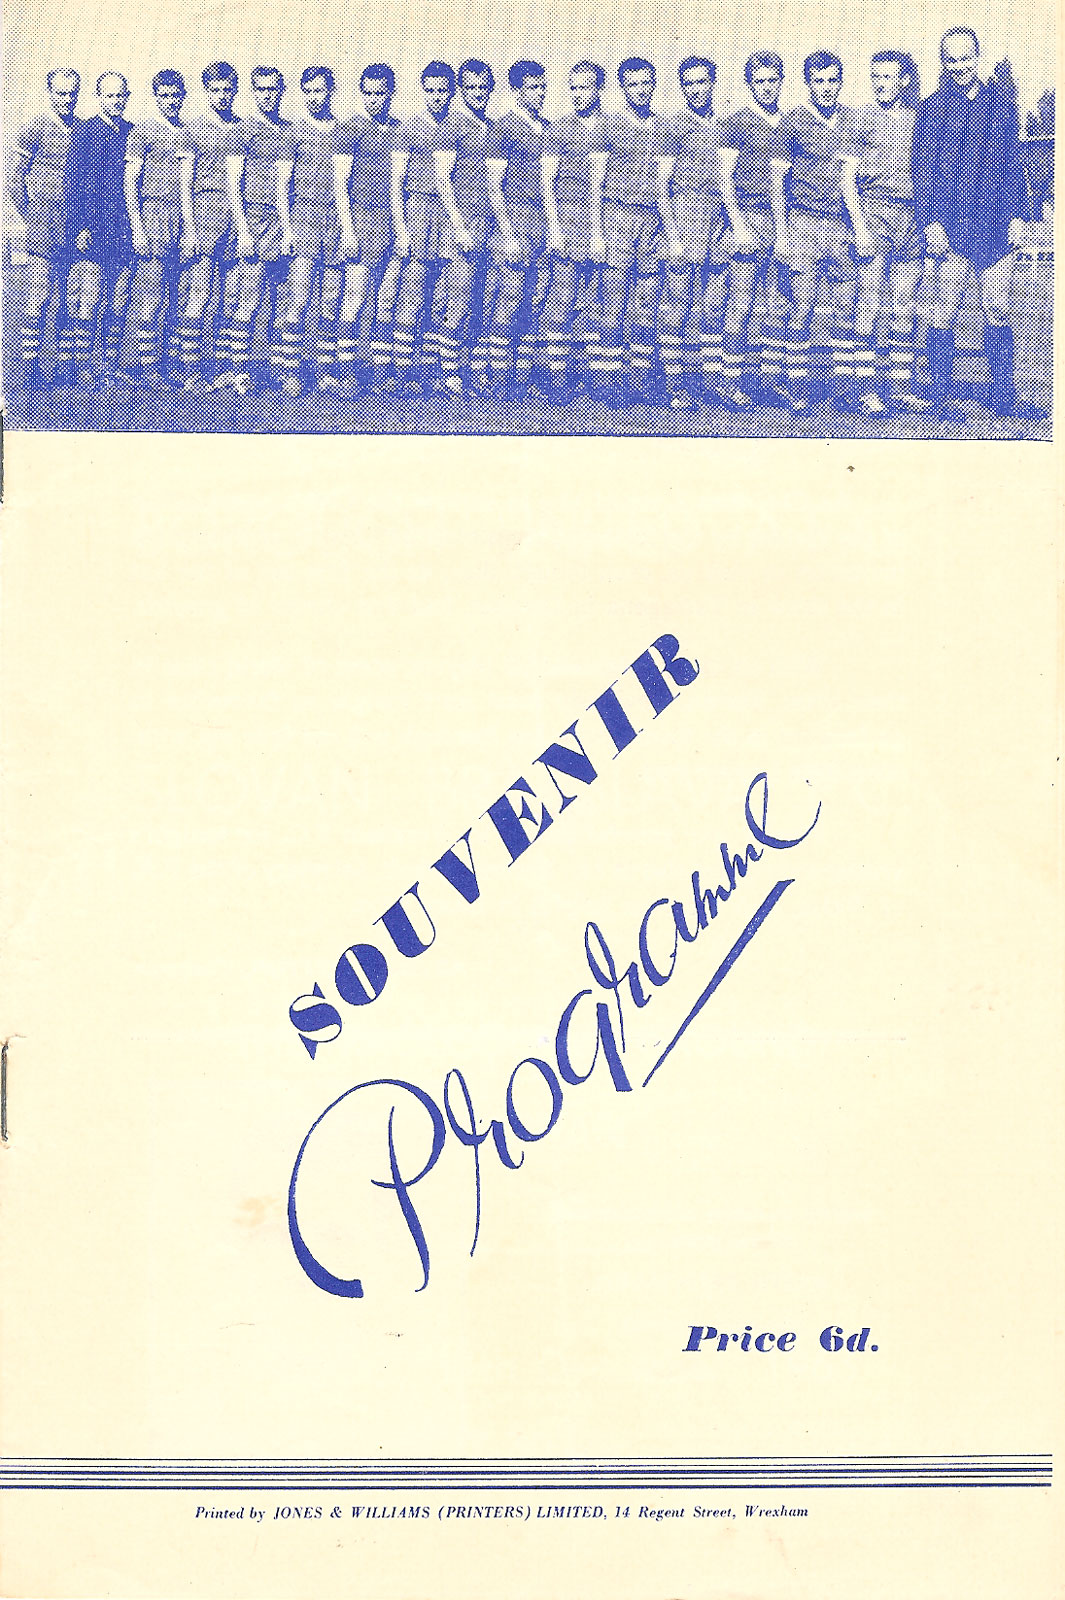 SOUVENIR
Programme
Price 6d.
Printed by JONES & WILLIAMS (PRINTERS) LIMITED, 14 Regent Street, Wrexham